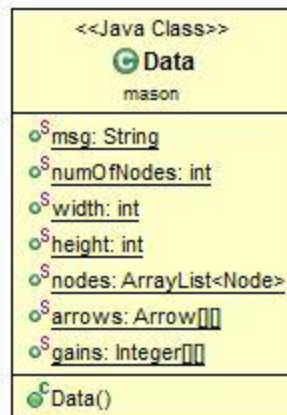 <<Java Class>>
C Data
mason
S msg: String
S numOfNodes: int
S width: int
S height: int
S nodes: ArrayList<Node>
S arrows: Arrow[][]
S gains: Integer[][]
C Data()